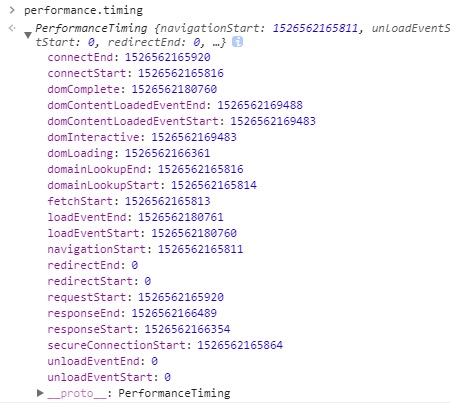 performance.timing
PerformanceTiming {navigationStart: 1526562165811, unloadEventS
tStart: 0, redirectEnd: 0, …}
connectEnd: 1526562165920
connectStart: 1526562165816
domComplete: 1526562180760
domContentLoadedEventEnd: 1526562169488
domContentLoadedEventStart: 1526562169483
domInteractive: 1526562169483
domLoading: 1526562166361
domainLookupEnd: 1526562165816
domainLookupStart: 1526562165814
fetchStart: 1526562165813
loadEventEnd: 1526562180761
loadEventStart: 1526562180760
navigationStart: 1526562165811
redirectEnd: 0
redirectStart: 0
requestStart: 1526562165920
responseEnd: 1526562166489
responseStart: 1526562166354
secureConnectionStart: 1526562165864
unloadEventEnd: 0
unloadEventStart: 0
__proto__: PerformanceTiming